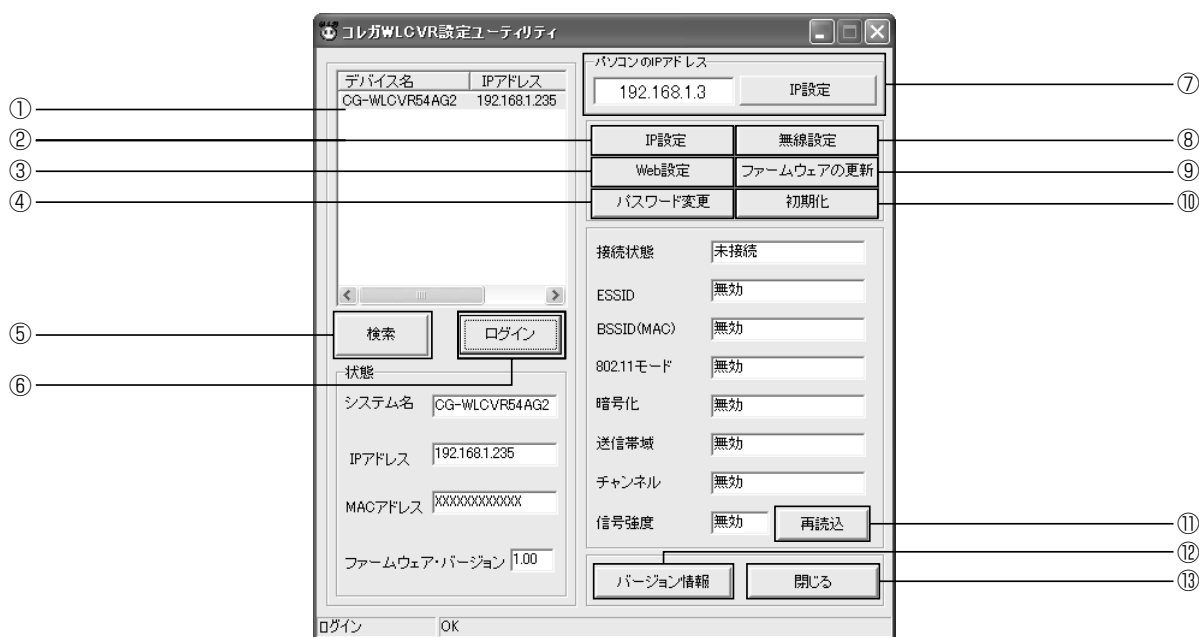 コレガWLCVR設定ユーティリティ
デバイス名 IPアドレス
CG-WLCVR54AG2 192.168.1.235
①
②
③
④
⑤
⑥
検索
ログイン
状態
システム名 CG-WLCVR54AG2
IPアドレス 192.168.1.235
MACアドレス XXXXXXXXXXXX
ファームウェア・バージョン 1.00
パソコンのIPアドレス
192.168.1.3 IP設定
IP設定 無線設定
Web設定 ファームウェアの更新
パスワード変更 初期化
接続状態 未接続
ESSID 無効
BSSID(MAC) 無効
802.11モード 無効
暗号化 無効
送信帯域 無効
チャンネル 無効
信号強度 無効 再読込
バージョン情報 閉じる
⑦
⑧
⑨
⑩
⑪
⑫
⑬
ログイン OK